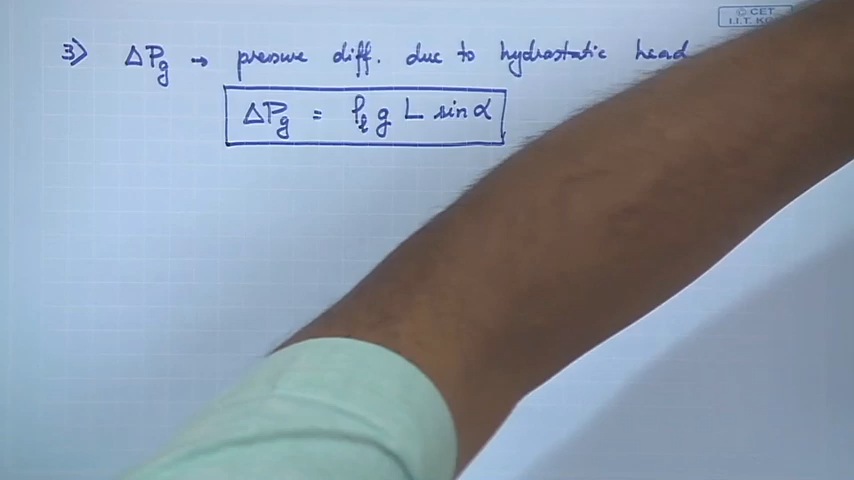 3) ΔPg → pressure diff. due to hydrostatic head
ΔPg = ρl g L sin α
© CET
I.I.T. KG